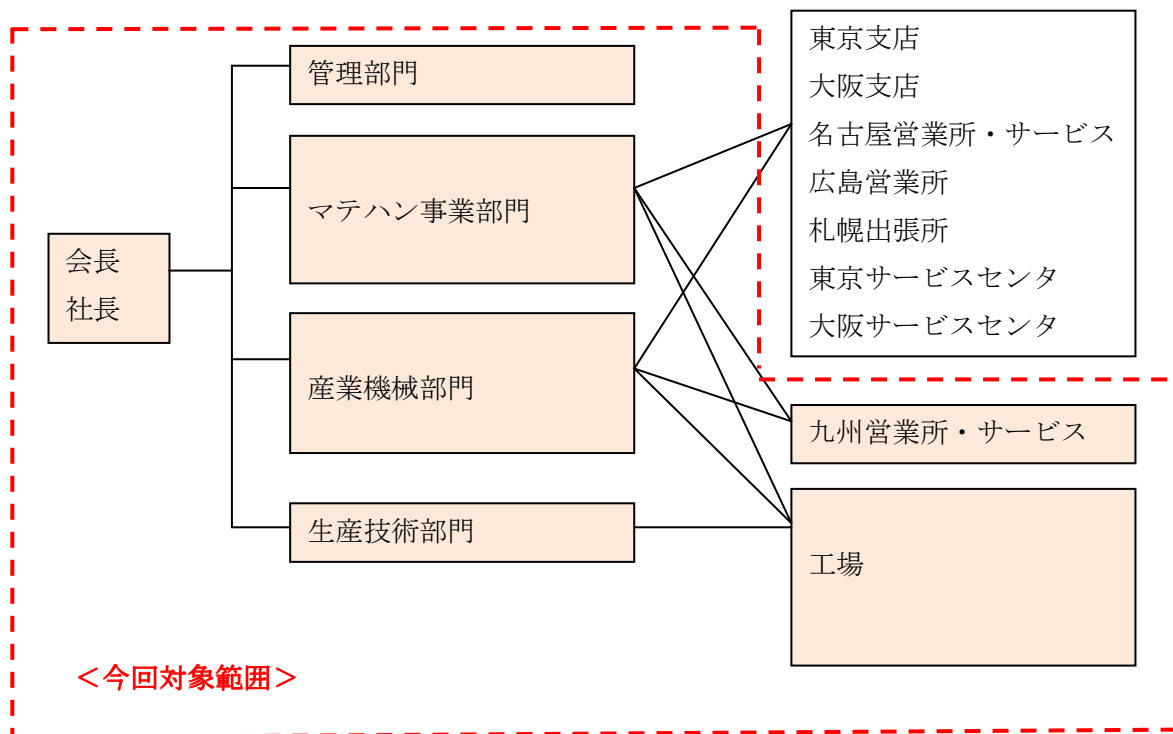 東京支店
大阪支店
名古屋営業所・サービス
広島営業所
札幌出張所
東京サービスセンタ
大阪サービスセンタ
管理部門
マテハン事業部門
会長
社長
産業機械部門
九州営業所・サービス
生産技術部門
工場
＜今回対象範囲＞